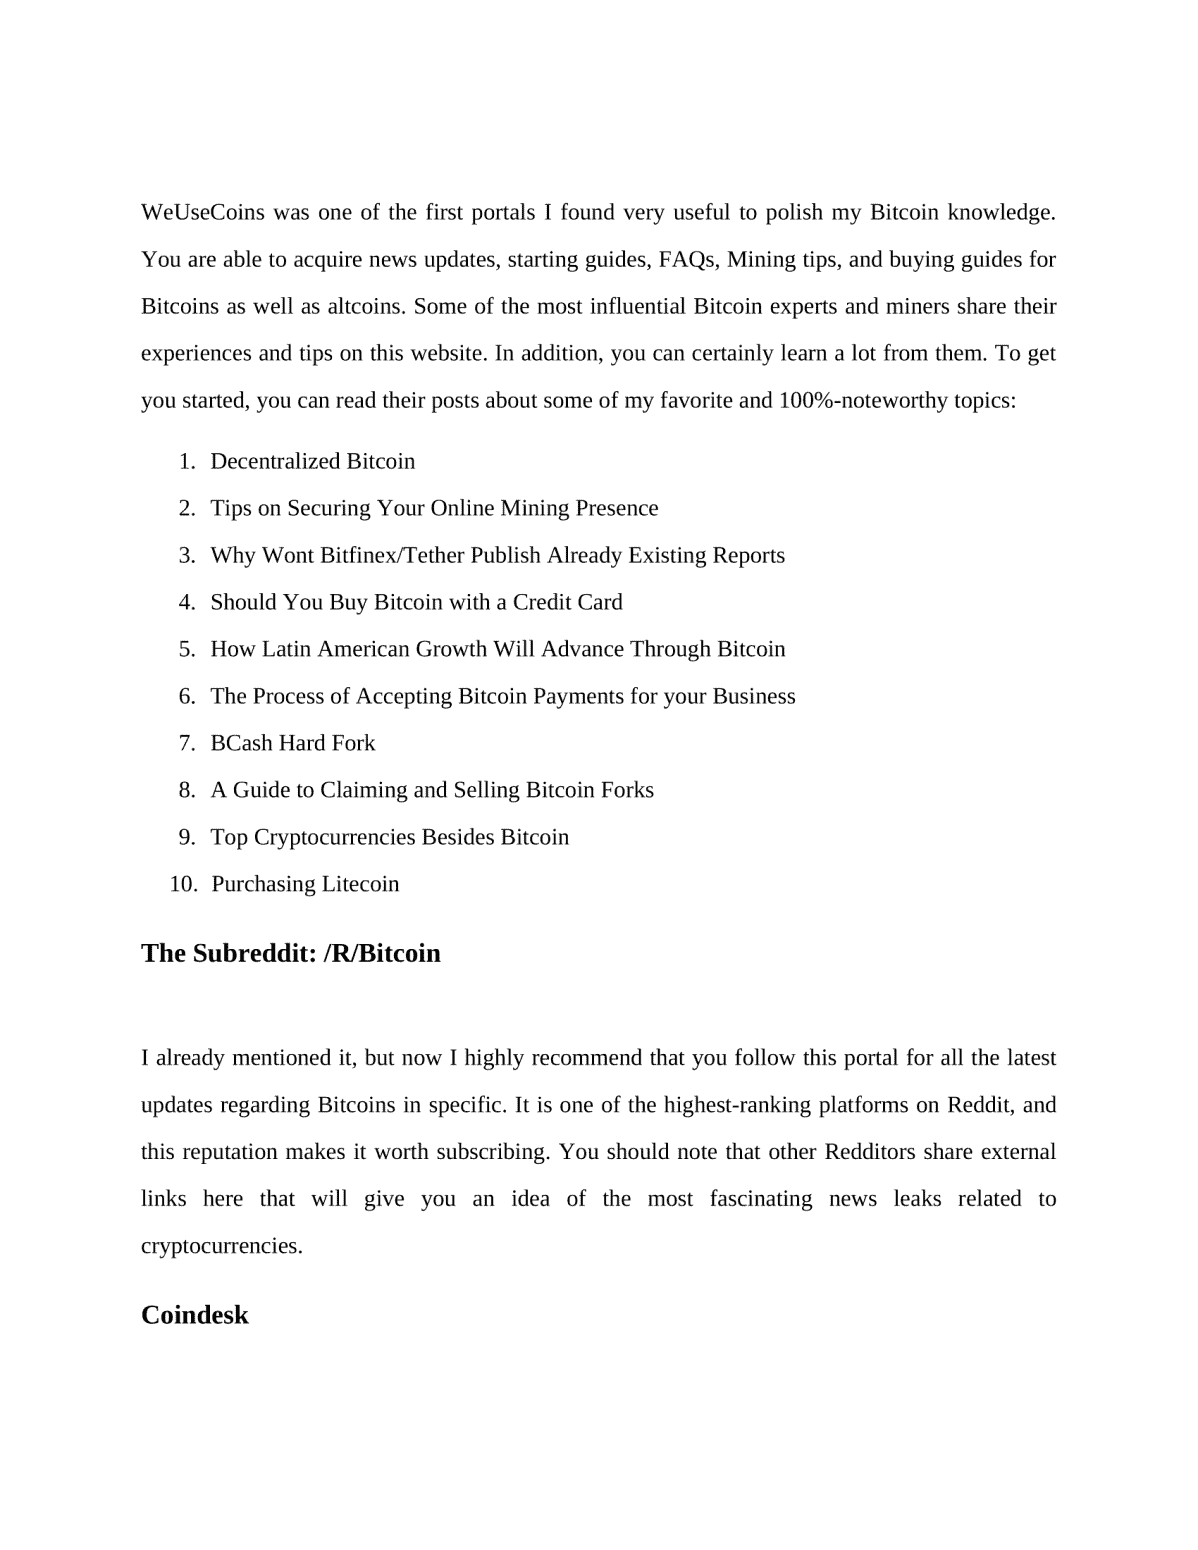 WeUseCoins was one of the first portals I found very useful to polish my Bitcoin knowledge.
You are able to acquire news updates, starting guides, FAQs, Mining tips, and buying guides for
Bitcoins as well as altcoins. Some of the most influential Bitcoin experts and miners share their
experiences and tips on this website. In addition, you can certainly learn a lot from them. To get
you started, you can read their posts about some of my favorite and 100%-noteworthy topics:
1. Decentralized Bitcoin
2. Tips on Securing Your Online Mining Presence
3. Why Wont Bitfinex/Tether Publish Already Existing Reports
4. Should You Buy Bitcoin with a Credit Card
5. How Latin American Growth Will Advance Through Bitcoin
6. The Process of Accepting Bitcoin Payments for your Business
7. BCash Hard Fork
8. A Guide to Claiming and Selling Bitcoin Forks
9. Top Cryptocurrencies Besides Bitcoin
10. Purchasing Litecoin
The Subreddit: /R/Bitcoin
I already mentioned it, but now I highly recommend that you follow this portal for all the latest
updates regarding Bitcoins in specific. It is one of the highest-ranking platforms on Reddit, and
this reputation makes it worth subscribing. You should note that other Redditors share external
links here that will give you an idea of the most fascinating news leaks related to
cryptocurrencies.
Coindesk